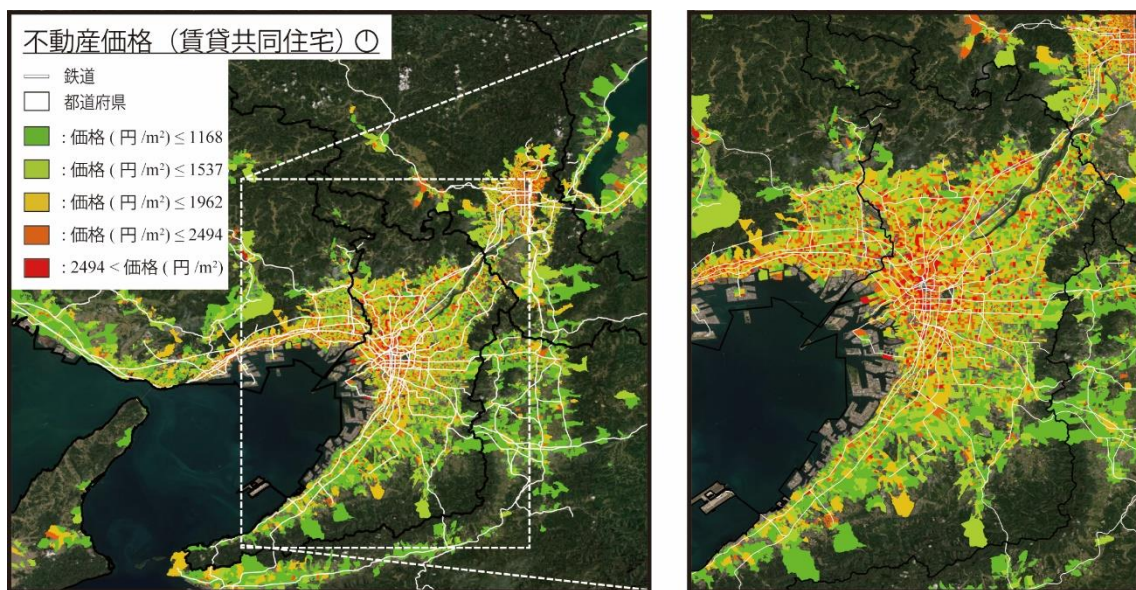 不動産価格（賃貸共同住宅）
鉄道
都道府県
: 価格 ( 円 /m²) ≤ 1168
: 価格 ( 円 /m²) ≤ 1537
: 価格 ( 円 /m²) ≤ 1962
: 価格 ( 円 /m²) ≤ 2494
: 2494 < 価格 ( 円 /m²)